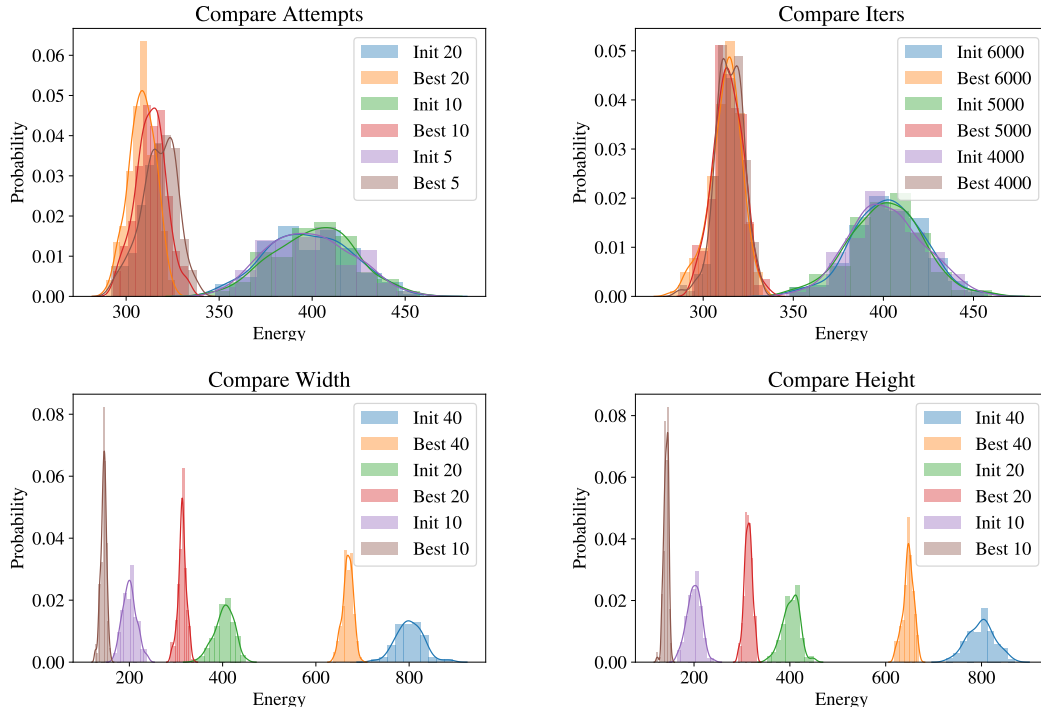 Compare Attempts
Probability
0.06
0.05
0.04
0.03
0.02
0.01
0.00
Init 20
Best 20
Init 10
Best 10
Init 5
Best 5
300 350 400 450
Energy
Compare Iters
Probability
0.05
0.04
0.03
0.02
0.01
0.00
Init 6000
Best 6000
Init 5000
Best 5000
Init 4000
Best 4000
300 350 400 450
Energy
Compare Width
Probability
0.08
0.06
0.04
0.02
0.00
Init 40
Best 40
Init 20
Best 20
Init 10
Best 10
200 400 600 800
Energy
Compare Height
Probability
0.08
0.06
0.04
0.02
0.00
Init 40
Best 40
Init 20
Best 20
Init 10
Best 10
200 400 600 800
Energy